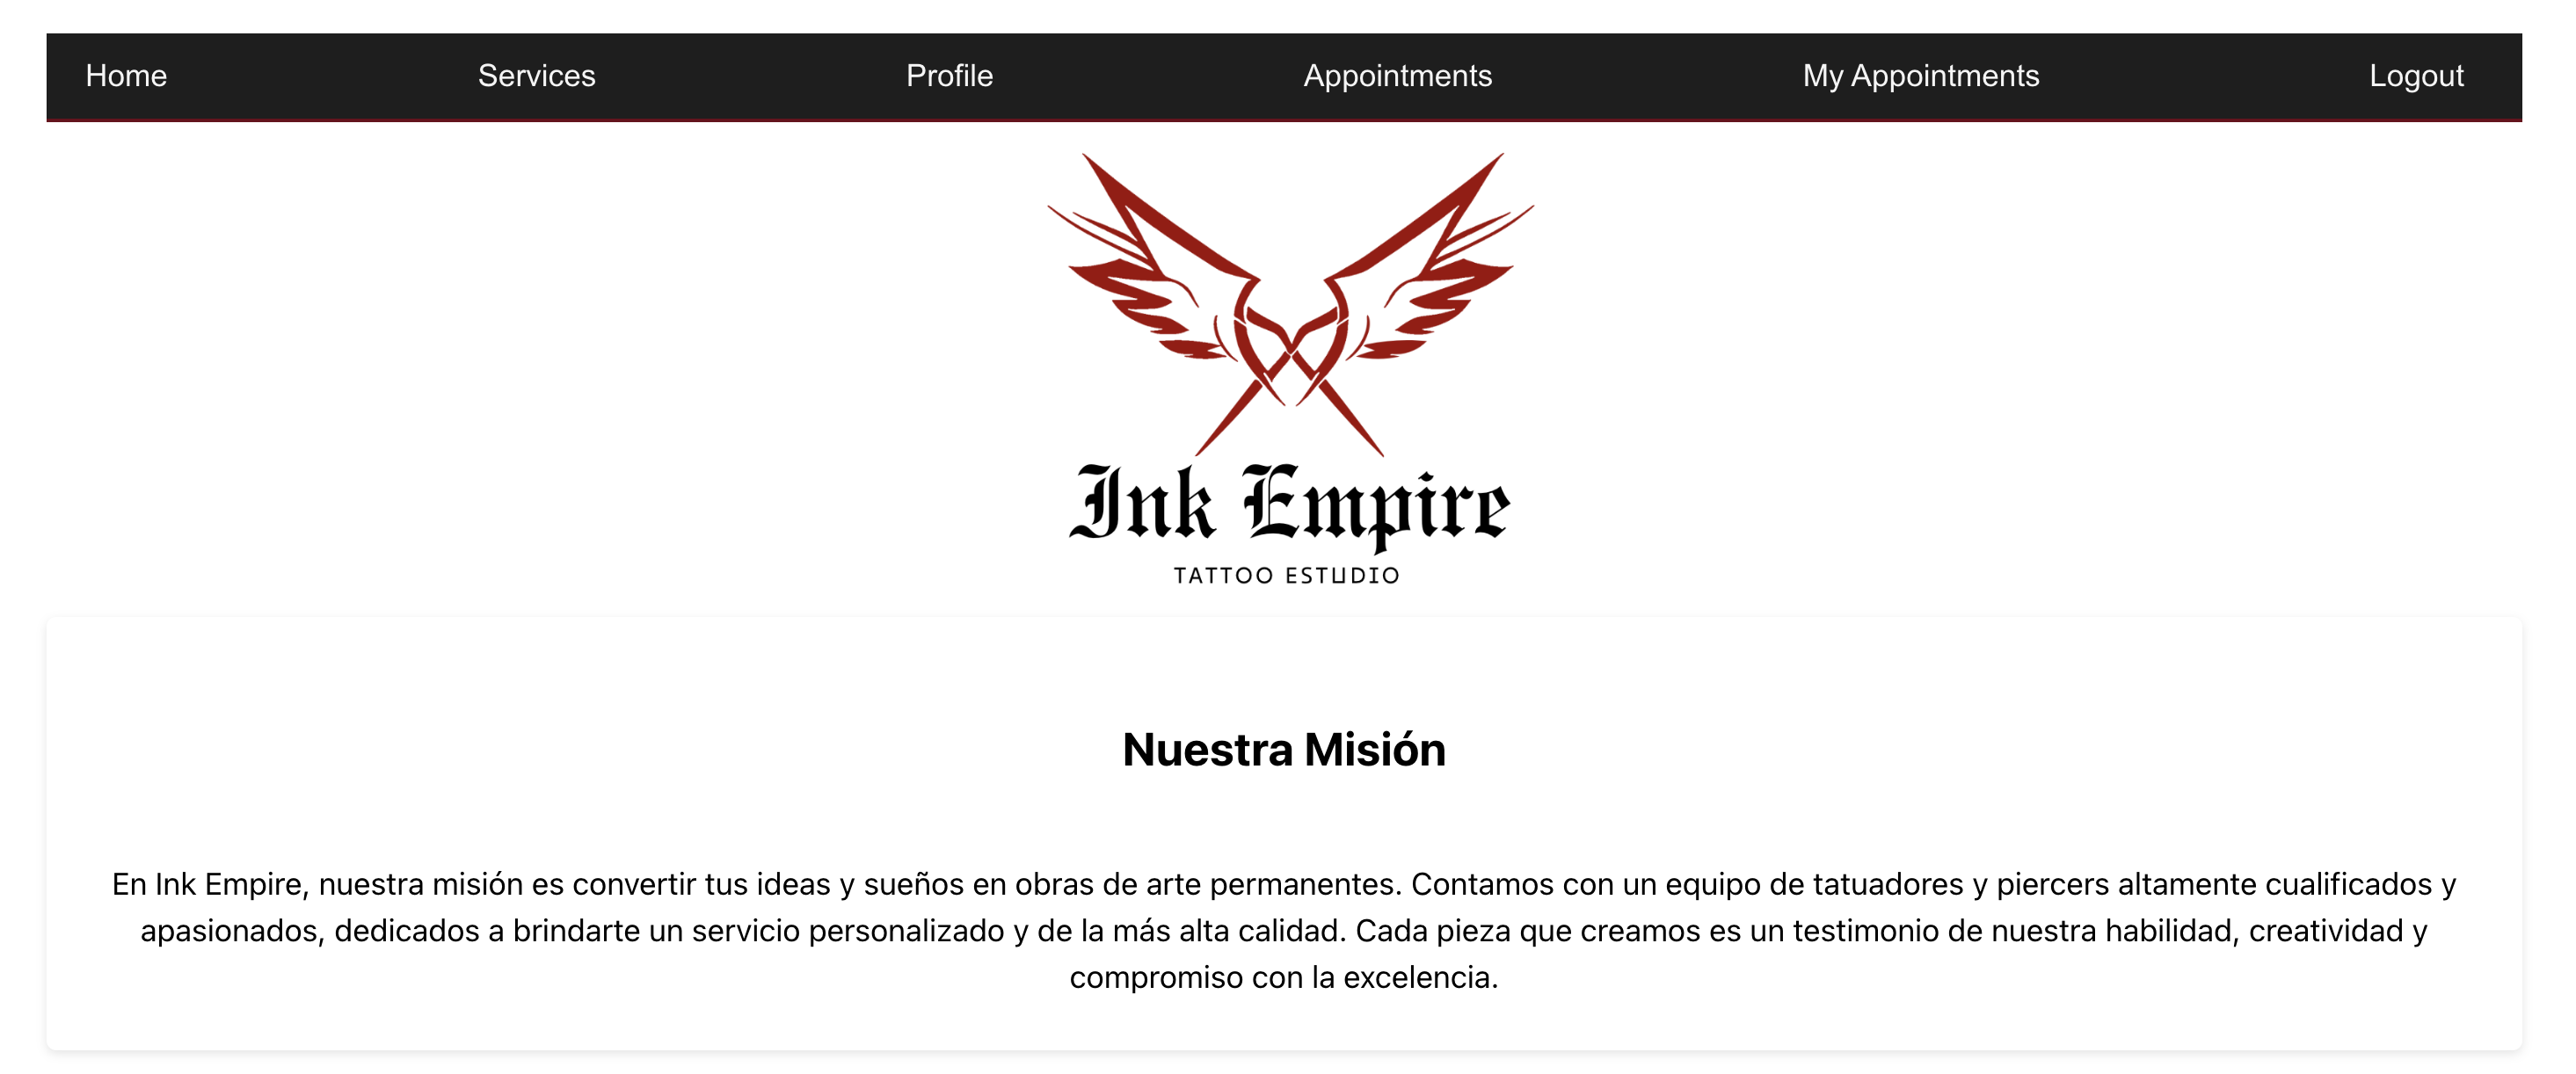 Home Services Profile Appointments My Appointments Logout
Ink Empire
TATTOO ESTUDIO
Nuestra Misión
En Ink Empire, nuestra misión es convertir tus ideas y sueños en obras de arte permanentes. Contamos con un equipo de tatuadores y piercers altamente cualificados y
apasionados, dedicados a brindarte un servicio personalizado y de la más alta calidad. Cada pieza que creamos es un testimonio de nuestra habilidad, creatividad y
compromiso con la excelencia.